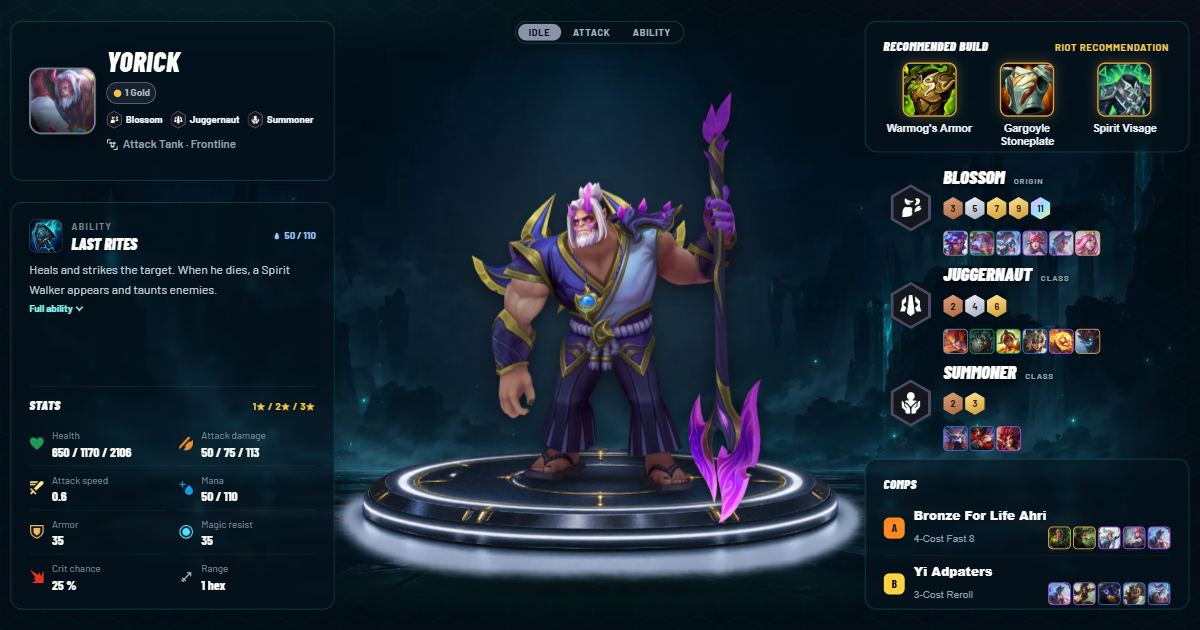 IDLE ATTACK ABILITY
YORICK
1 Gold
Blossom Juggernaut Summoner
Attack Tank · Frontline
ABILITY
LAST RITES
50 / 110
Heals and strikes the target. When he dies, a Spirit
Walker appears and taunts enemies.
Full ability
STATS
1★ / 2★ / 3★
Health
650 / 1170 / 2106
Attack damage
50 / 75 / 113
Attack speed
0.6
Mana
50 / 110
Armor
35
Magic resist
35
Crit chance
25 %
Range
1 hex
RECOMMENDED BUILD
RIOT RECOMMENDATION
Warmog's Armor
Gargoyle
Stoneplate
Spirit Visage
BLOSSOM ORIGIN
3 5 7 9 11
JUGGERNAUT CLASS
2 4 6
SUMMONER CLASS
2 3
COMPS
A
Bronze For Life Ahri
4-Cost Fast 8
B
Yi Adpaters
3-Cost Reroll